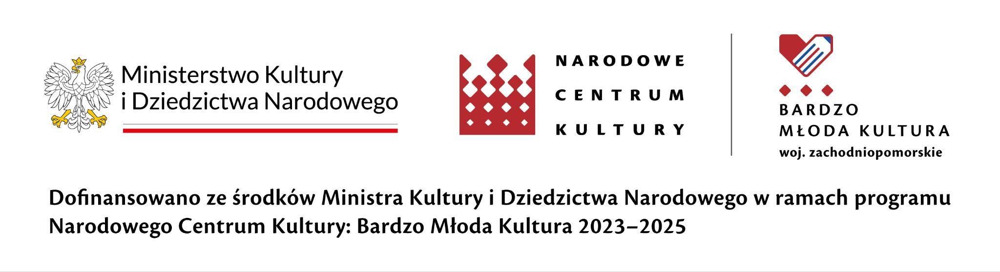 Ministerstwo Kultury
i Dziedzictwa Narodowego
NARODOWE
CENTRUM
KULTURY
BARDZO
MŁODA KULTURA
woj. zachodniopomorskie
Dofinansowano ze środków Ministra Kultury i Dziedzictwa Narodowego w ramach programu
Narodowego Centrum Kultury: Bardzo Młoda Kultura 2023–2025